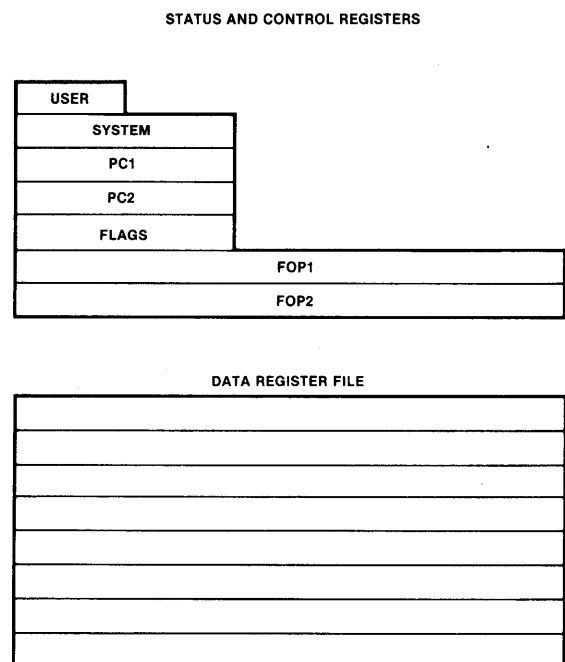 STATUS AND CONTROL REGISTERS
USER
SYSTEM
PC1
PC2
FLAGS
FOP1
FOP2
DATA REGISTER FILE